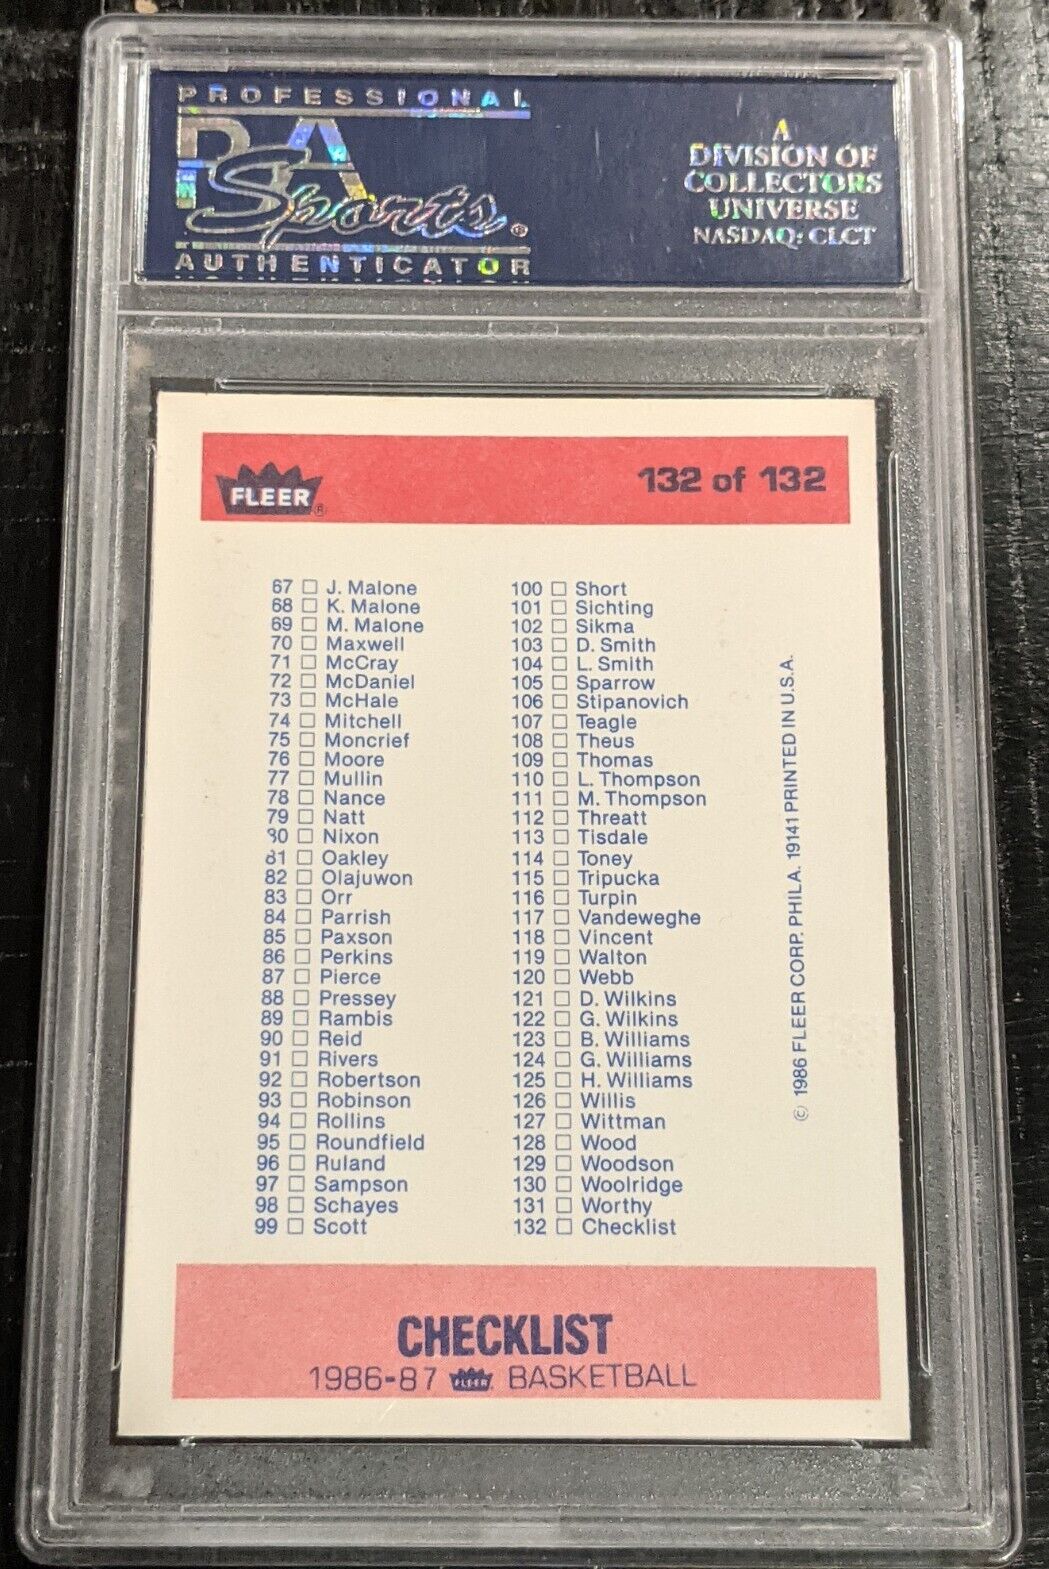 PROFESSIONAL
PSA
Sports®
AUTHENTICATOR
A
DIVISION OF
COLLECTORS
UNIVERSE
NASDAQ: CLCT
FLEER®
132 of 132
67 □ J. Malone
68 □ K. Malone
69 □ M. Malone
70 □ Maxwell
71 □ McCray
72 □ McDaniel
73 □ McHale
74 □ Mitchell
75 □ Moncrief
76 □ Moore
77 □ Mullin
78 □ Nance
79 □ Natt
80 □ Nixon
81 □ Oakley
82 □ Olajuwon
83 □ Orr
84 □ Parrish
85 □ Paxson
86 □ Perkins
87 □ Pierce
88 □ Pressey
89 □ Rambis
90 □ Reid
91 □ Rivers
92 □ Robertson
93 □ Robinson
94 □ Rollins
95 □ Roundfield
96 □ Ruland
97 □ Sampson
98 □ Schayes
99 □ Scott
100 □ Short
101 □ Sichting
102 □ Sikma
103 □ D. Smith
104 □ L. Smith
105 □ Sparrow
106 □ Stipanovich
107 □ Teagle
108 □ Theus
109 □ Thomas
110 □ L. Thompson
111 □ M. Thompson
112 □ Threatt
113 □ Tisdale
114 □ Toney
115 □ Tripucka
116 □ Turpin
117 □ Vandeweghe
118 □ Vincent
119 □ Walton
120 □ Webb
121 □ D. Wilkins
122 □ G. Wilkins
123 □ B. Williams
124 □ G. Williams
125 □ H. Williams
126 □ Willis
127 □ Wittman
128 □ Wood
129 □ Woodson
130 □ Woolridge
131 □ Worthy
132 □ Checklist
© 1986 FLEER CORP. PHILA. 19141 PRINTED IN U.S.A.
CHECKLIST
1986-87 FLEER BASKETBALL